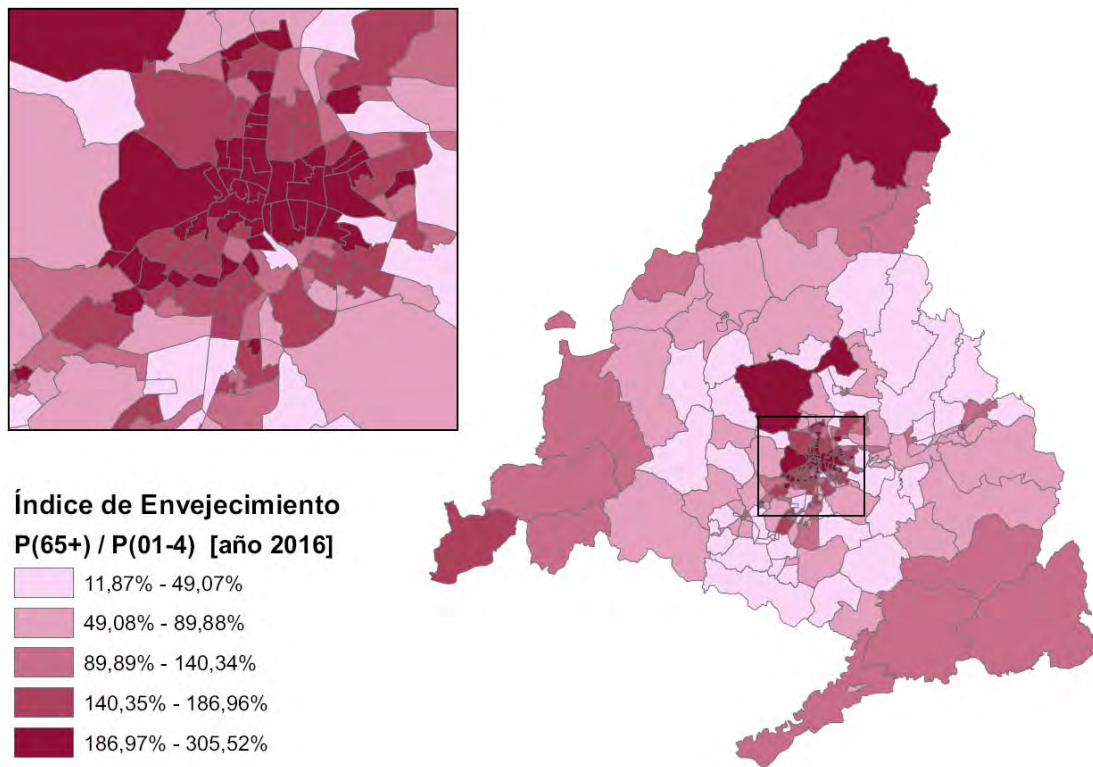 Índice de Envejecimiento
P(65+) / P(01-4) [año 2016]
11,87% - 49,07%
49,08% - 89,88%
89,89% - 140,34%
140,35% - 186,96%
186,97% - 305,52%